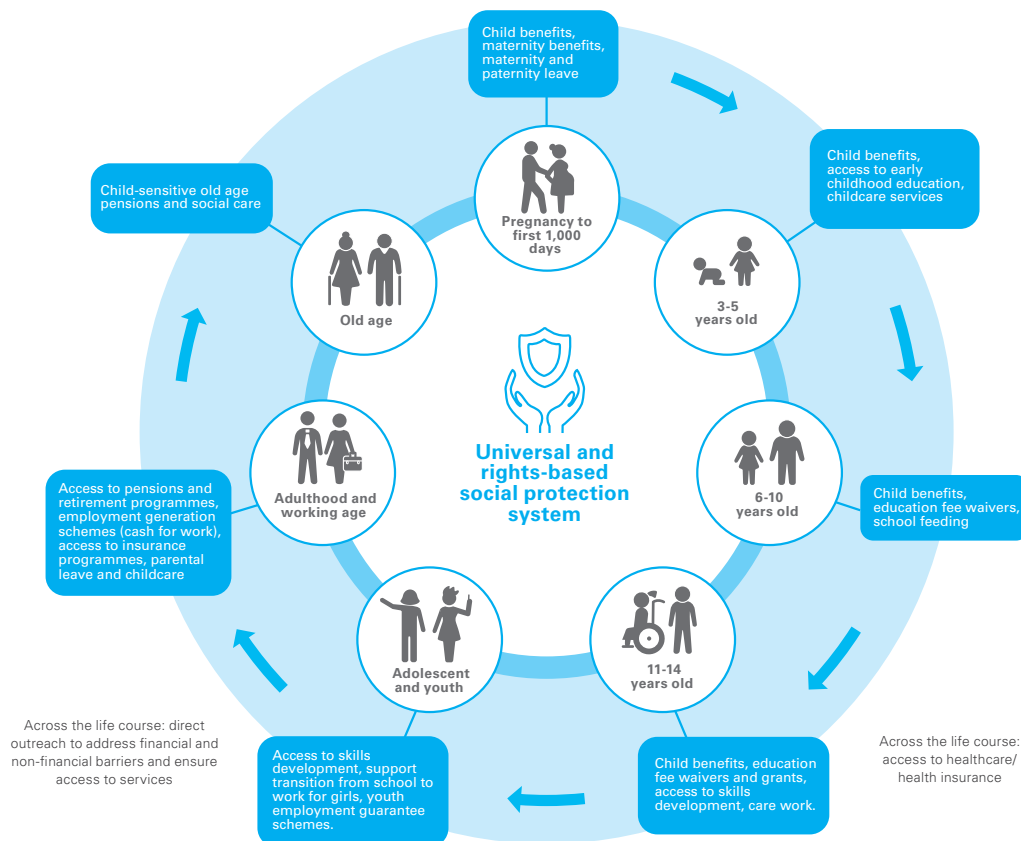 Child benefits,
maternity benefits,
maternity and
paternity leave
Pregnancy to
first 1,000
days
Child benefits,
access to early
childhood education,
childcare services
3-5
years old
Child benefits,
education fee waivers,
school feeding
6-10
years old
Child benefits, education
fee waivers and grants,
access to skills
development, care work.
11-14
years old
Access to skills
development, support
transition from school to
work for girls, youth
employment guarantee
schemes.
Adolescent
and youth
Access to pensions and
retirement programmes,
employment generation
schemes (cash for work),
access to insurance
programmes, parental
leave and childcare
Adulthood and
working age
Child-sensitive old age
pensions and social care
Old age
Universal and
rights-based
social protection
system
Across the life course: direct
outreach to address financial and
non-financial barriers and ensure
access to services
Across the life course:
access to healthcare/
health insurance